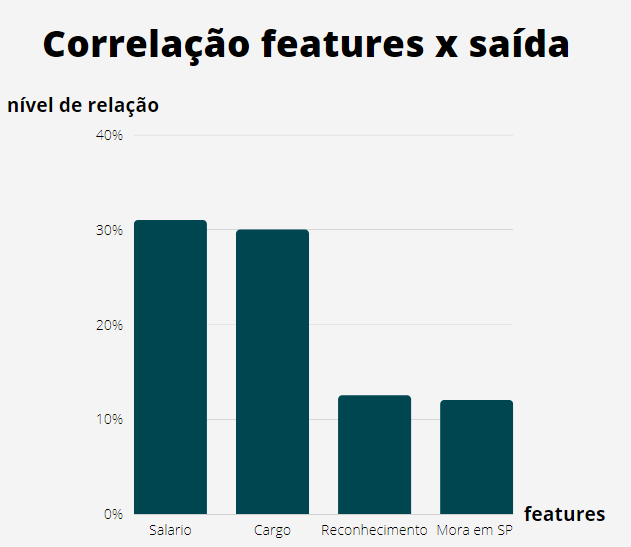 Correlação features x saída
nível de relação
40%
30%
20%
10%
0%
Salario Cargo Reconhecimento Mora em SP
features